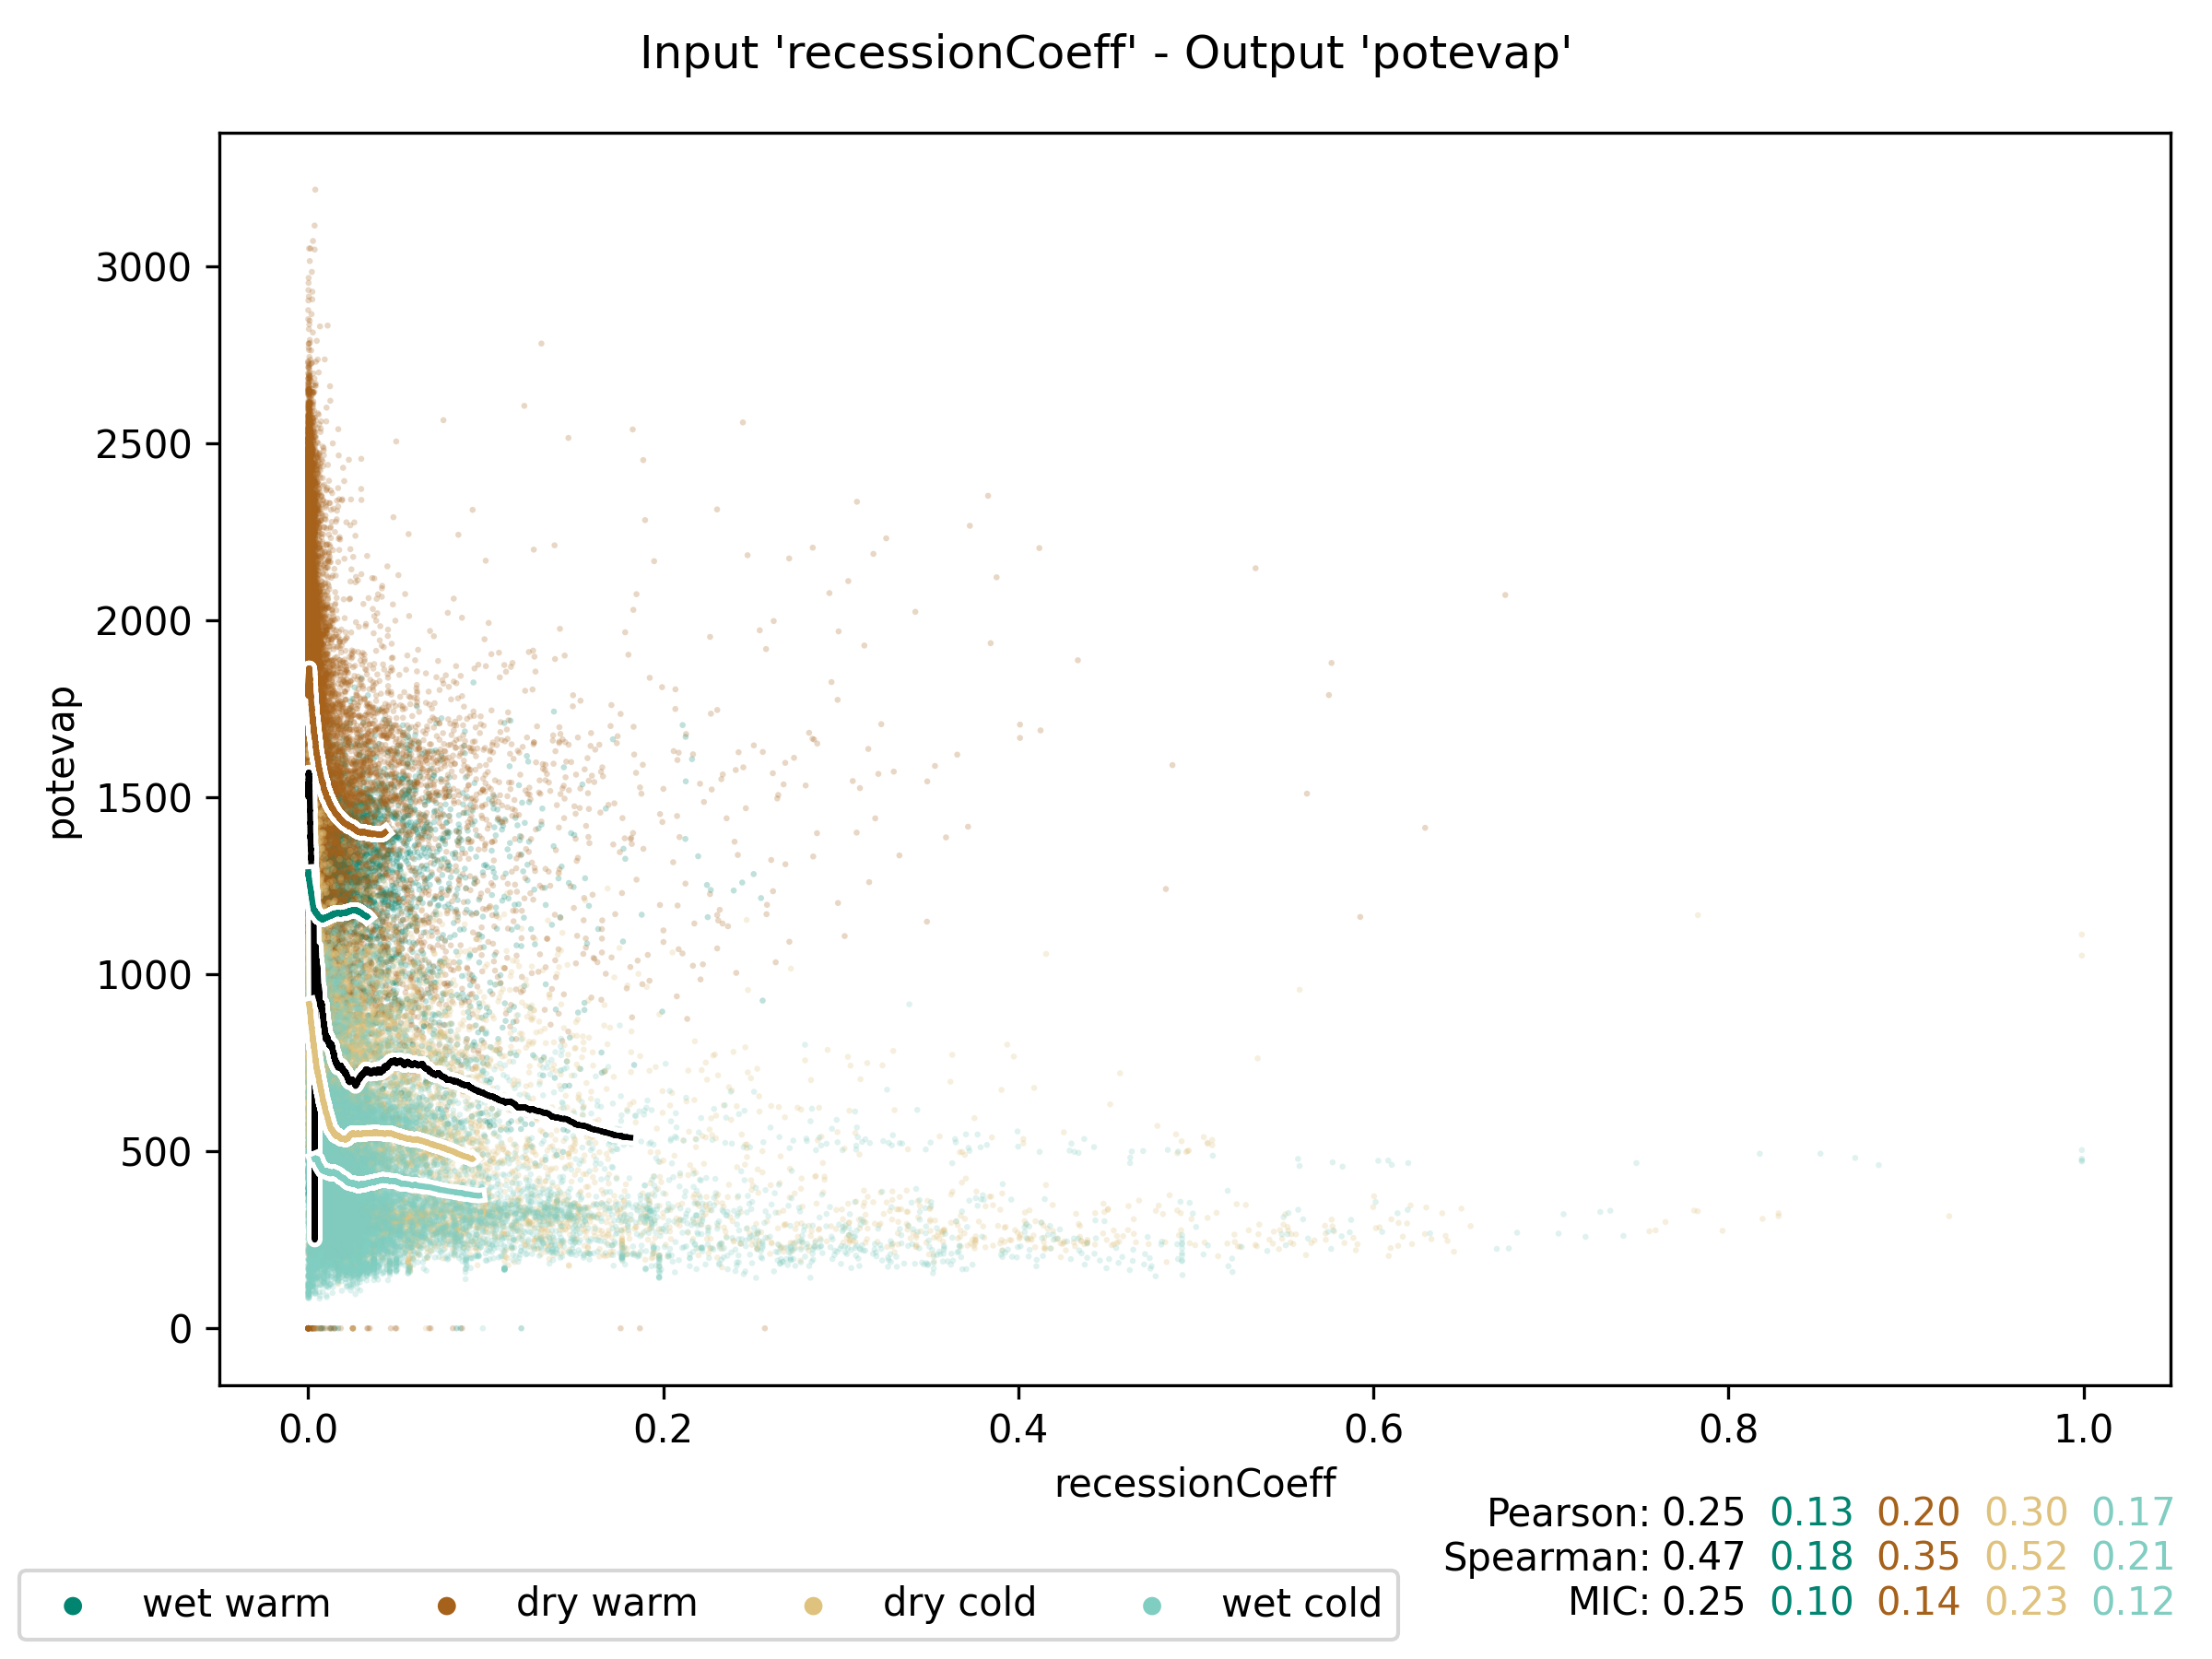 Input 'recessionCoeff' - Output 'potevap'
potevap
3000
2500
2000
1500
1000
500
0
0.0 0.2 0.4 0.6 0.8 1.0
recessionCoeff
Pearson: 0.25 0.13 0.20 0.30 0.17
Spearman: 0.47 0.18 0.35 0.52 0.21
MIC: 0.25 0.10 0.14 0.23 0.12
wet warm dry warm dry cold wet cold